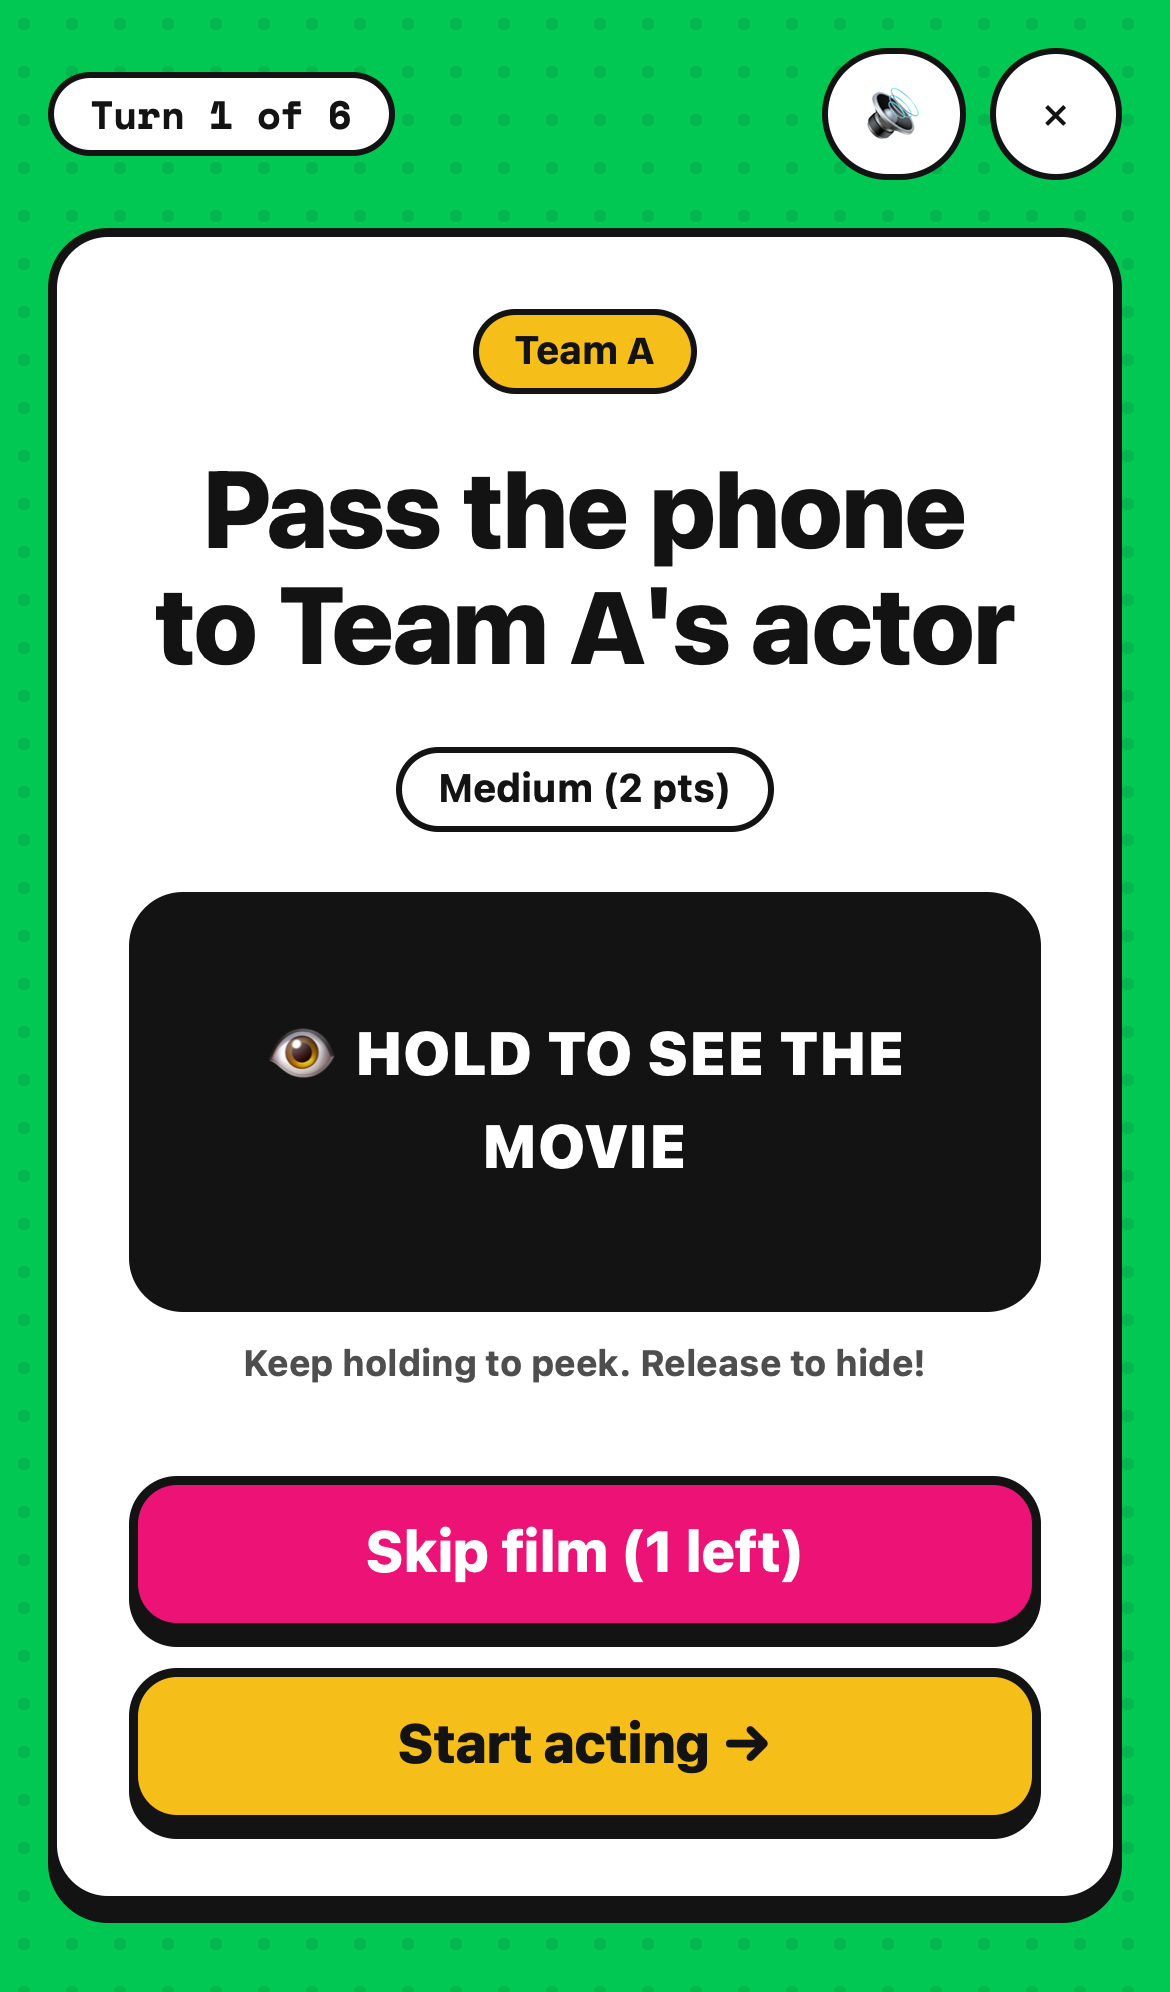 Turn 1 of 6
Team A
Pass the phone
to Team A's actor
Medium (2 pts)
HOLD TO SEE THE
MOVIE
Keep holding to peek. Release to hide!
Skip film (1 left)
Start acting →